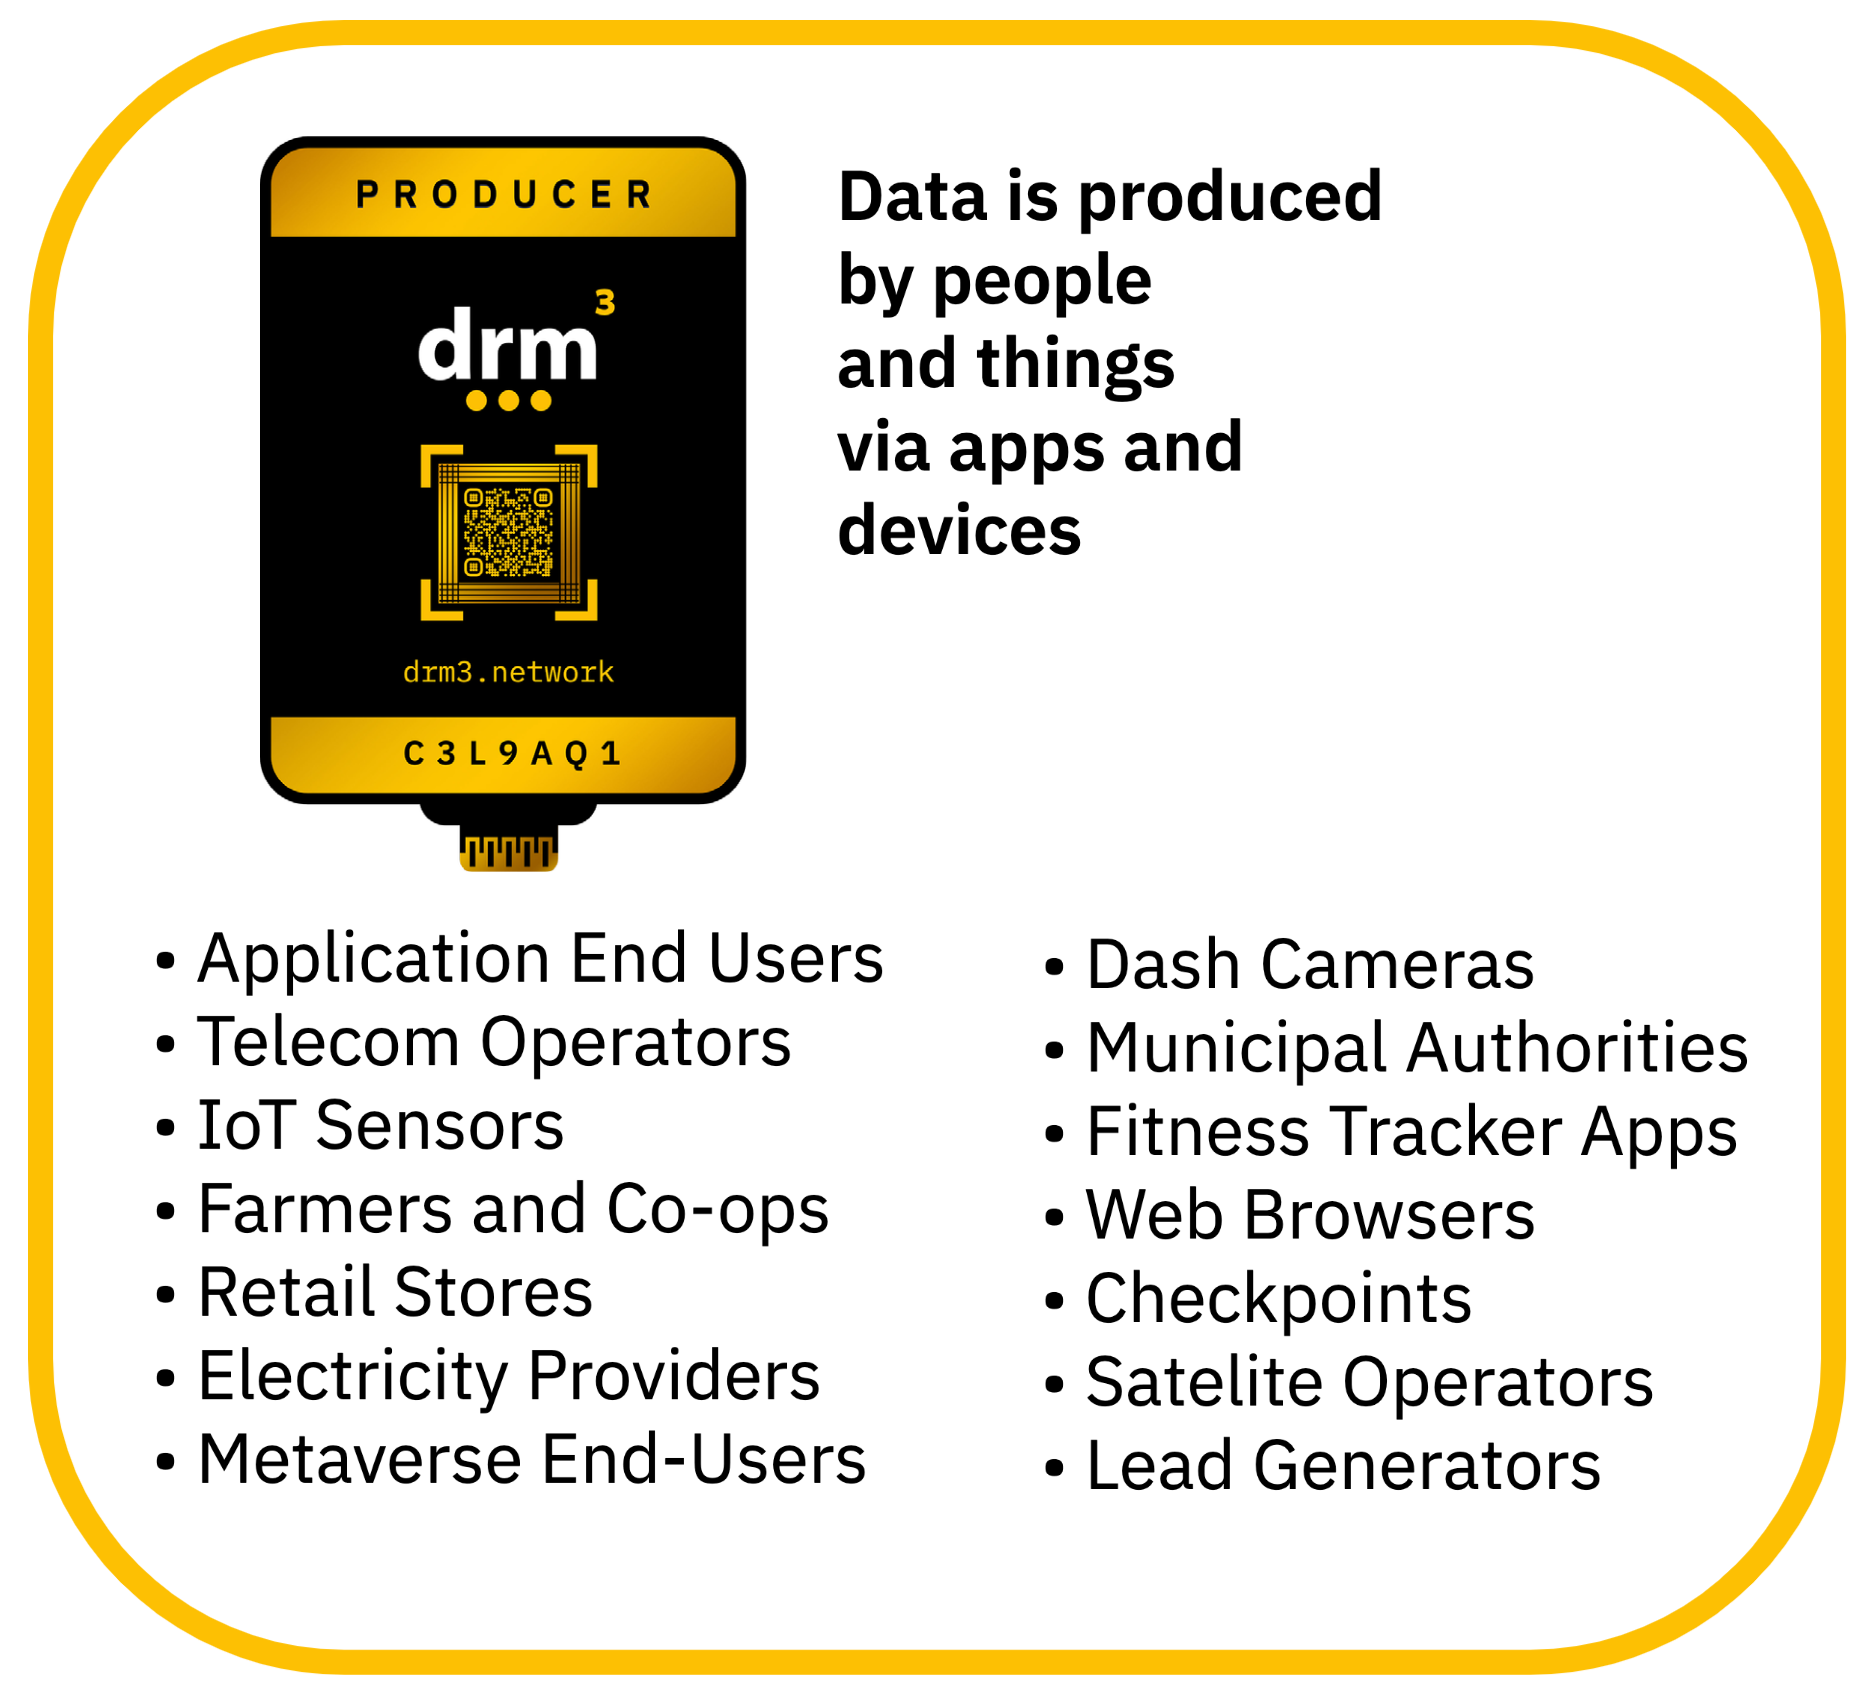 PRODUCER
drm³
drm3.network
C3L9AQ1
Data is produced
by people
and things
via apps and
devices
• Application End Users
• Telecom Operators
• IoT Sensors
• Farmers and Co-ops
• Retail Stores
• Electricity Providers
• Metaverse End-Users
• Dash Cameras
• Municipal Authorities
• Fitness Tracker Apps
• Web Browsers
• Checkpoints
• Satelite Operators
• Lead Generators